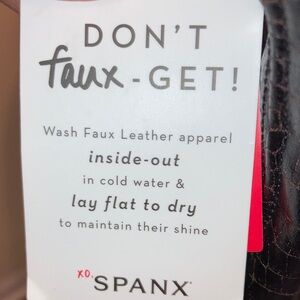 DON'T
faux-GET!
Wash Faux Leather apparel
inside-out
in cold water &
lay flat to dry
to maintain their shine
xo, SPANX®